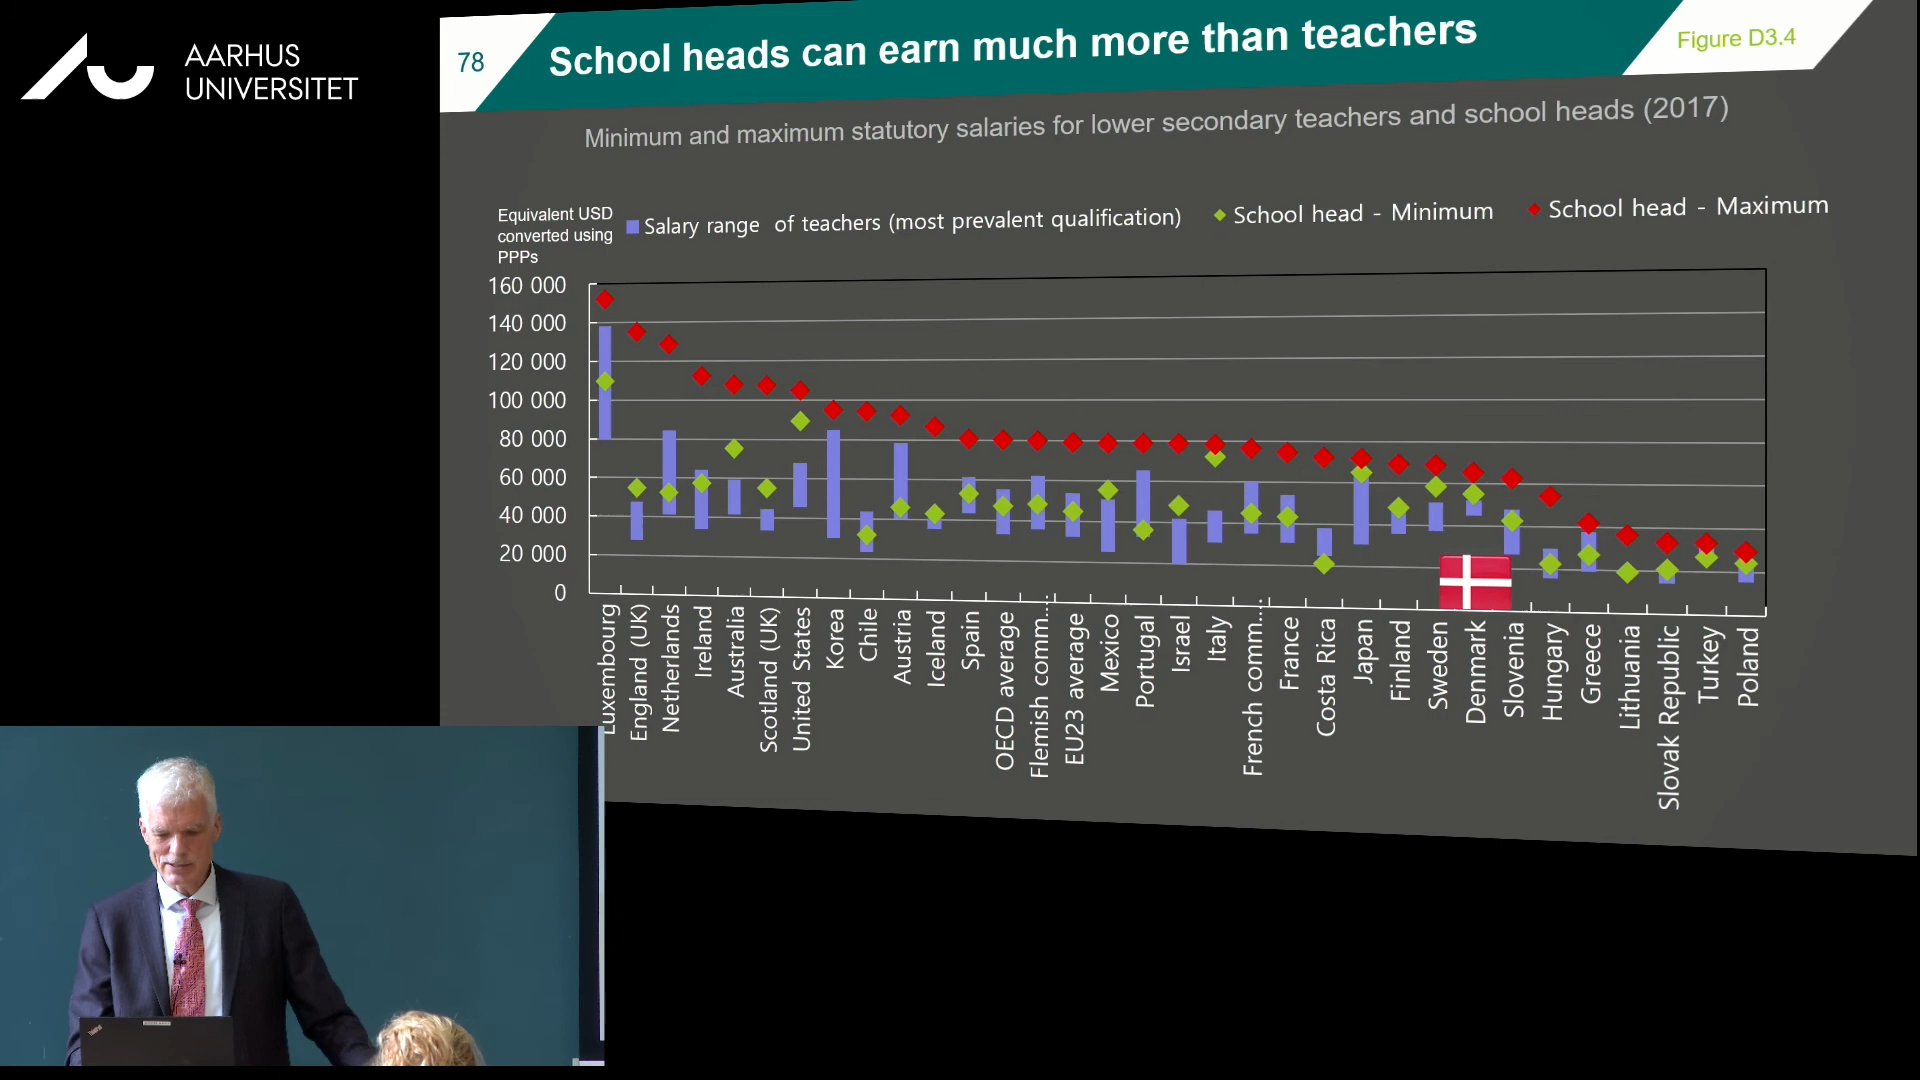 AARHUS
UNIVERSITET
78
School heads can earn much more than teachers
Figure D3.4
Minimum and maximum statutory salaries for lower secondary teachers and school heads (2017)
Equivalent USD
converted using
PPPs
Salary range of teachers (most prevalent qualification)
School head - Minimum
School head - Maximum
160 000
140 000
120 000
100 000
80 000
60 000
40 000
20 000
0
Luxembourg
England (UK)
Netherlands
Ireland
Australia
Scotland (UK)
United States
Korea
Chile
Austria
Iceland
Spain
OECD average
Flemish comm...
EU23 average
Mexico
Portugal
Israel
Italy
French com...
France
Costa Rica
Japan
Finland
Sweden
Denmark
Slovenia
Hungary
Greece
Lithuania
Slovak Republic
Turkey
Poland
ThinkPad